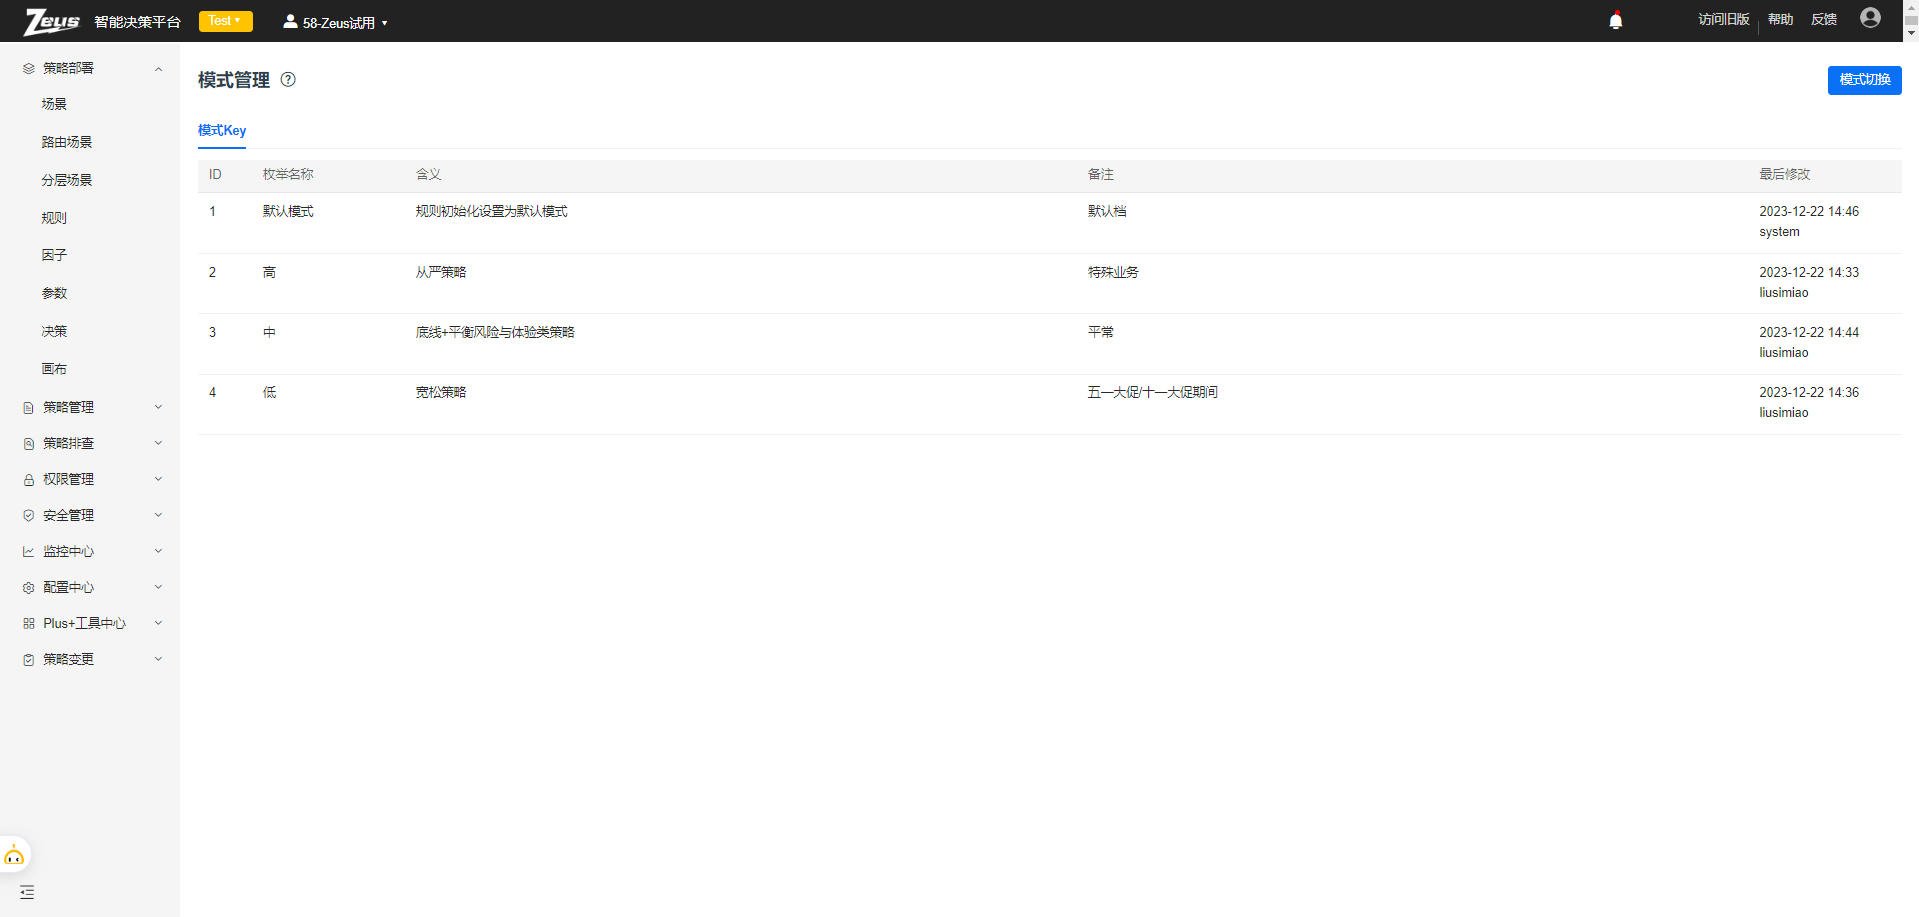 Zeus 智能决策平台 Test 58-Zeus试用 访问旧版 帮助 反馈
策略部署
场景
路由场景
分层场景
规则
因子
参数
决策
画布
策略管理
策略排查
权限管理
安全管理
监控中心
配置中心
Plus+工具中心
策略变更
模式管理 ?
模式切换
模式Key
ID 枚举名称 含义 备注 最后修改
1 默认模式 规则初始化设置为默认模式 默认档 2023-12-22 14:46
system
2 高 从严策略 特殊业务 2023-12-22 14:33
liusimiao
3 中 底线+平衡风险与体验类策略 平常 2023-12-22 14:44
liusimiao
4 低 宽松策略 五一大促/十一大促期间 2023-12-22 14:36
liusimiao